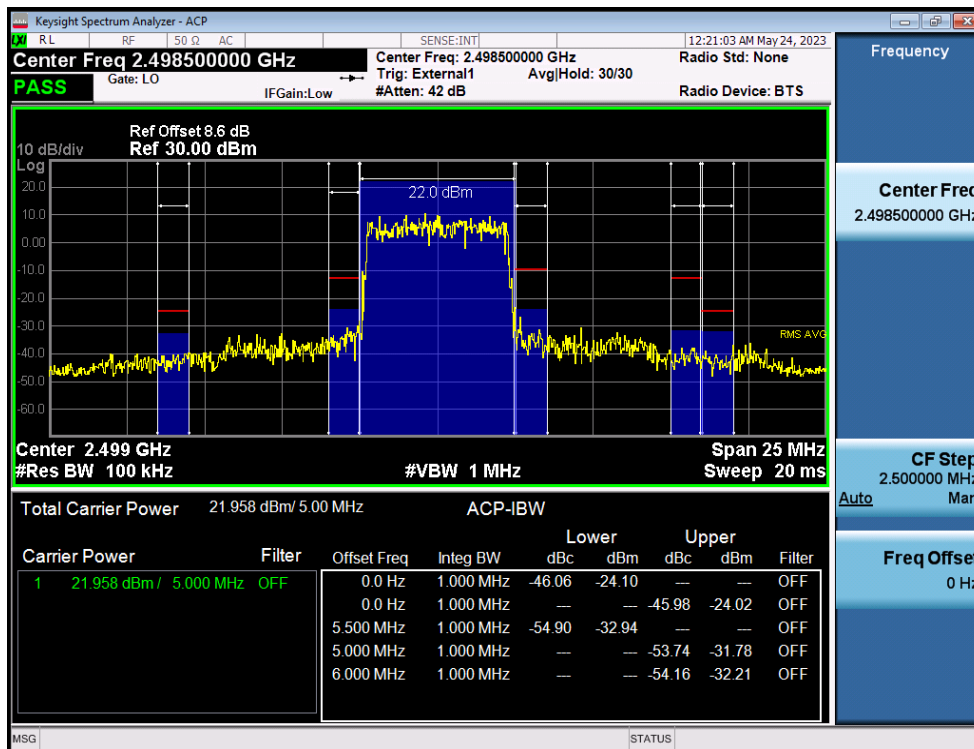 Keysight Spectrum Analyzer - ACP
LXI RL RF 50 Ω AC SENSE:INT 12:21:03 AM May 24, 2023
Center Freq 2.498500000 GHz
Center Freq: 2.498500000 GHz
Radio Std: None
Gate: LO
Trig: External1 Avg|Hold: 30/30
PASS
IFGain:Low
#Atten: 42 dB
Radio Device: BTS
Ref Offset 8.6 dB
10 dB/div Ref 30.00 dBm
Log
20.0
22.0 dBm
10.0
0.00
-10.0
-20.0
-30.0
RMS AVG
-40.0
-50.0
-60.0
Center 2.499 GHz Span 25 MHz
#Res BW 100 kHz #VBW 1 MHz Sweep 20 ms
Total Carrier Power 21.958 dBm/ 5.00 MHz ACP-IBW
Lower Upper
Carrier Power Filter Offset Freq Integ BW dBc dBm dBc dBm Filter
1 21.958 dBm / 5.000 MHz OFF
0.0 Hz 1.000 MHz -46.06 -24.10 --- --- OFF
0.0 Hz 1.000 MHz --- --- -45.98 -24.02 OFF
5.500 MHz 1.000 MHz -54.90 -32.94 --- --- OFF
5.000 MHz 1.000 MHz --- --- -53.74 -31.78 OFF
6.000 MHz 1.000 MHz --- --- -54.16 -32.21 OFF
MSG STATUS
Frequency
Center Freq
2.498500000 GHz
CF Step
2.500000 MHz
Auto Man
Freq Offset
0 Hz